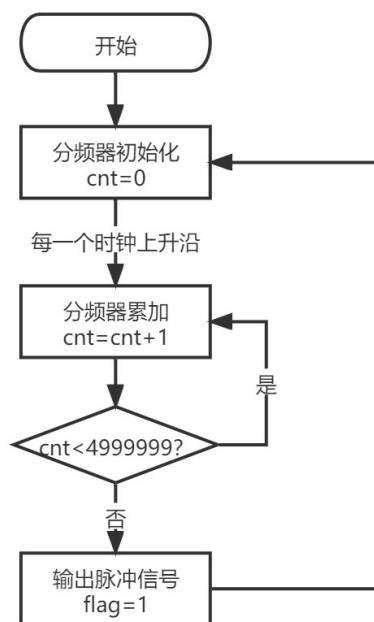 开始
分频器初始化
cnt=0
每一个时钟上升沿
分频器累加
cnt=cnt+1
是
cnt<4999999?
否
输出脉冲信号
flag=1